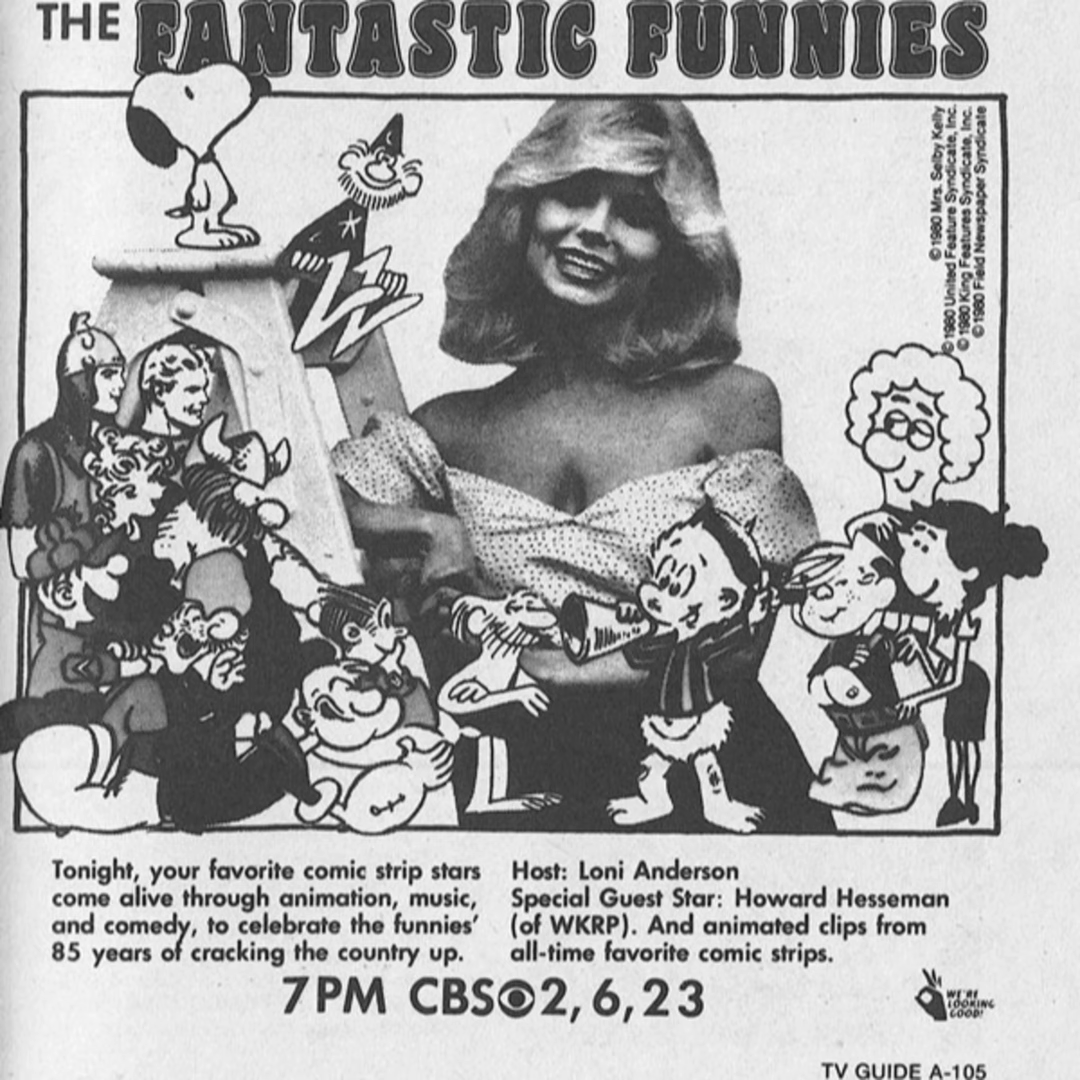 THE FANTASTIC FUNNIES
©1980 Mrs. Selby Kelly
©1980 United Feature Syndicate, Inc.
©1980 King Features Syndicate, Inc.
©1980 Field Newspaper Syndicate
Tonight, your favorite comic strip stars
come alive through animation, music,
and comedy, to celebrate the funnies'
85 years of cracking the country up.
Host: Loni Anderson
Special Guest Star: Howard Hesseman
(of WKRP). And animated clips from
all-time favorite comic strips.
7PM CBS 2, 6, 23
WE'RE
LOOKING
GOOD!
TV GUIDE A-105